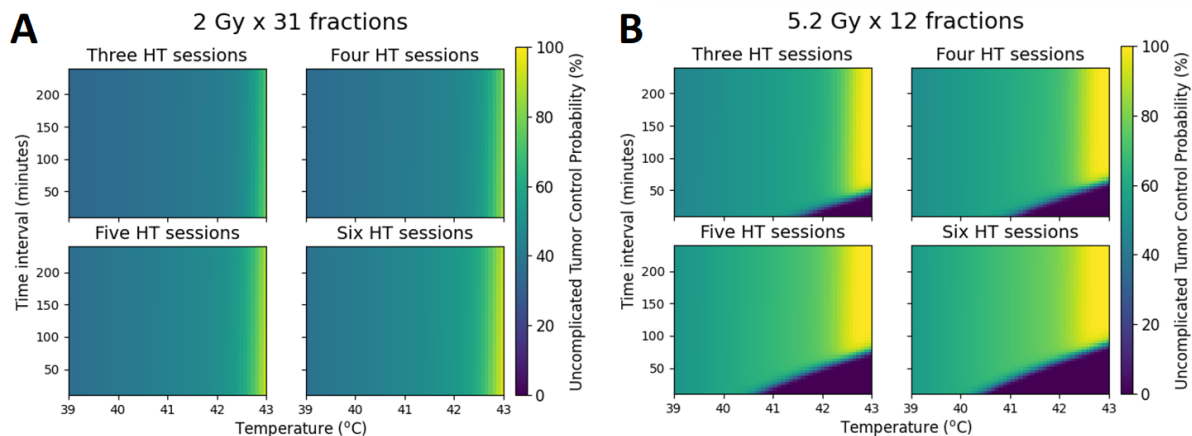 A
2 Gy x 31 fractions
Three HT sessions
Four HT sessions
200
150
100
50
Time interval (minutes)
Five HT sessions
Six HT sessions
200
150
100
50
39 40 41 42 43
39 40 41 42 43
Temperature (°C)
100
80
60
40
20
0
Uncomplicated Tumor Control Probability (%)
B
5.2 Gy x 12 fractions
Three HT sessions
Four HT sessions
200
150
100
50
Time interval (minutes)
Five HT sessions
Six HT sessions
200
150
100
50
39 40 41 42 43
39 40 41 42 43
Temperature (°C)
100
80
60
40
20
0
Uncomplicated Tumor Control Probability (%)